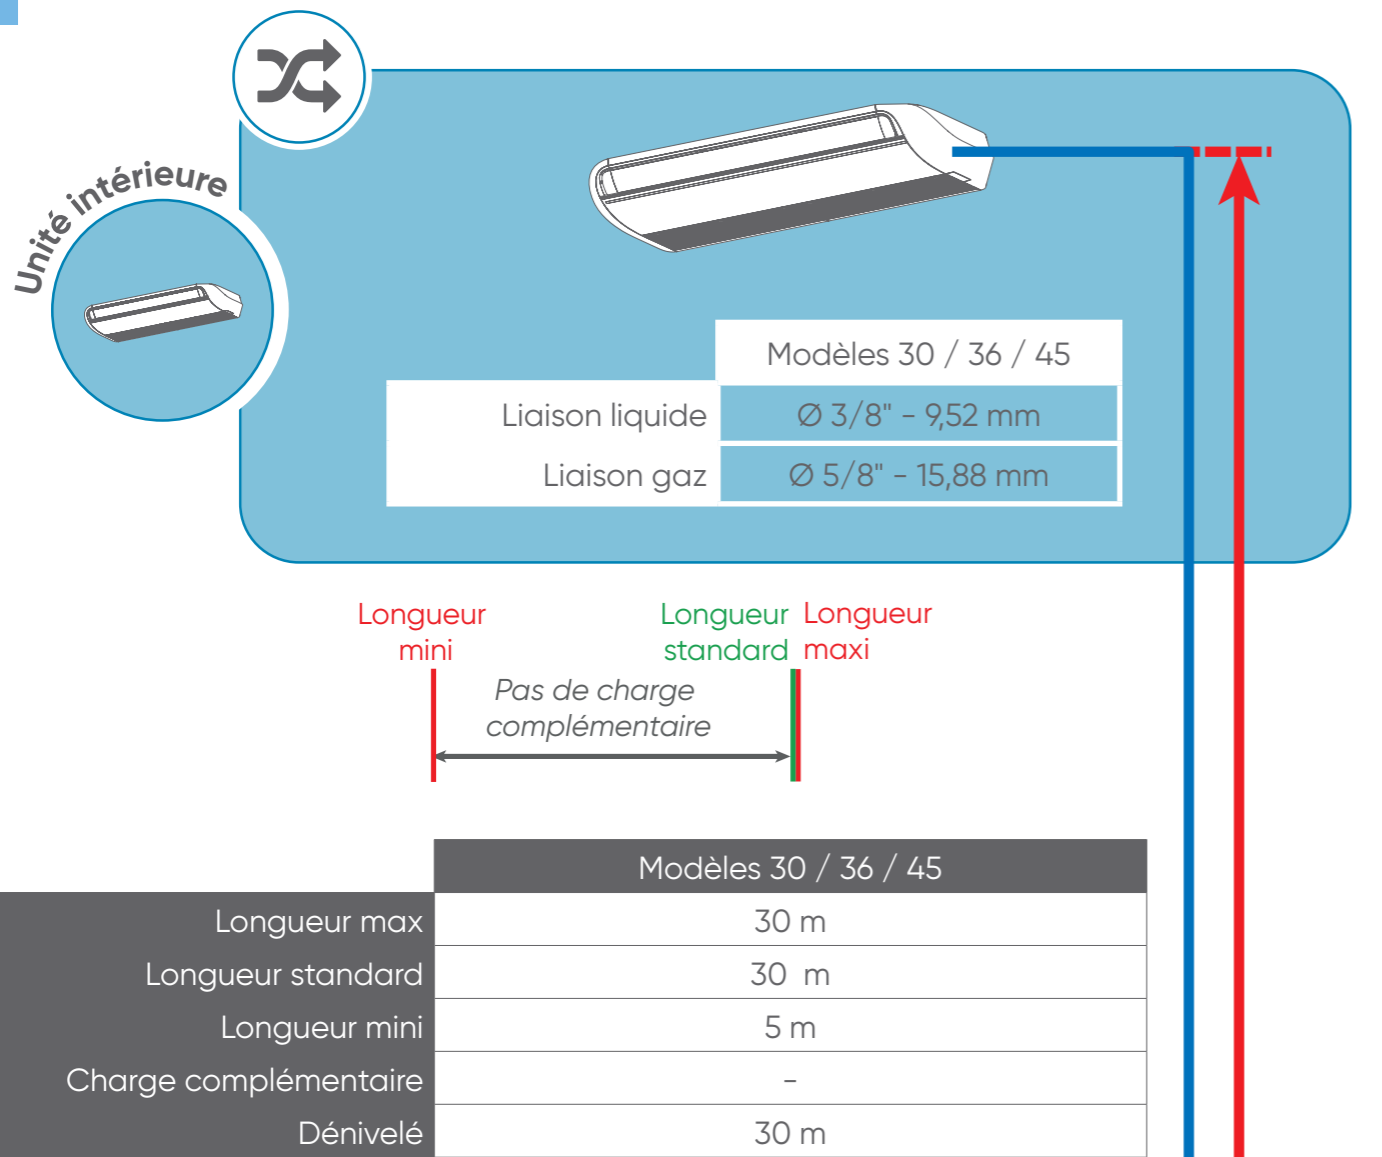 Unité intérieure
Modèles 30 / 36 / 45
Liaison liquide Ø 3/8" - 9,52 mm
Liaison gaz Ø 5/8" - 15,88 mm
Longueur mini
Longueur standard
Longueur maxi
Pas de charge
complémentaire
Modèles 30 / 36 / 45
Longueur max 30 m
Longueur standard 30 m
Longueur mini 5 m
Charge complémentaire -
Dénivelé 30 m